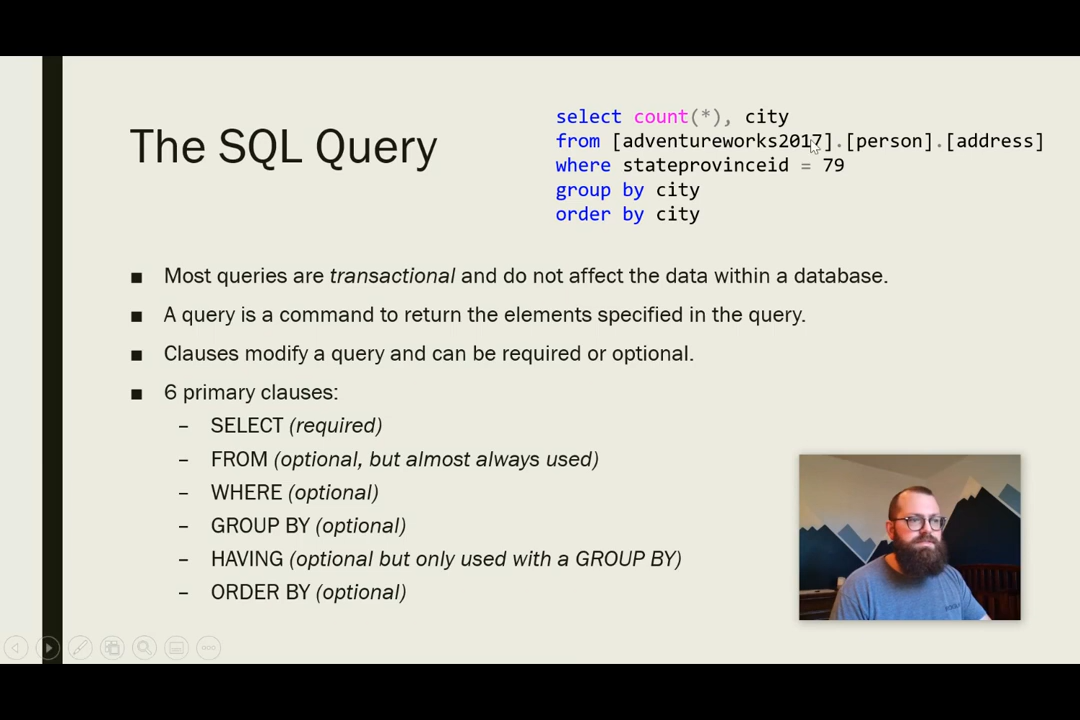 The SQL Query
select count(*), city
from [adventureworks2017].[person].[address]
where stateprovinceid = 79
group by city
order by city
■ Most queries are transactional and do not affect the data within a database.
■ A query is a command to return the elements specified in the query.
■ Clauses modify a query and can be required or optional.
■ 6 primary clauses:
– SELECT (required)
– FROM (optional, but almost always used)
– WHERE (optional)
– GROUP BY (optional)
– HAVING (optional but only used with a GROUP BY)
– ORDER BY (optional)